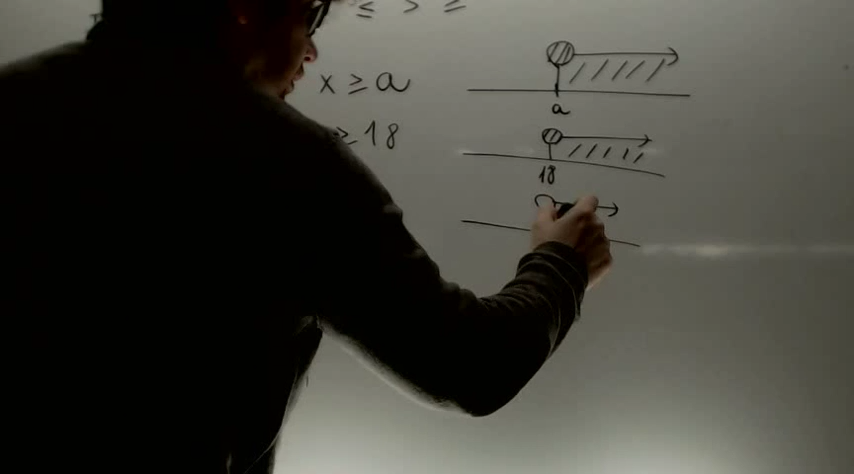 ≤ > ≤
x ≥ a
≥ 18
a
18